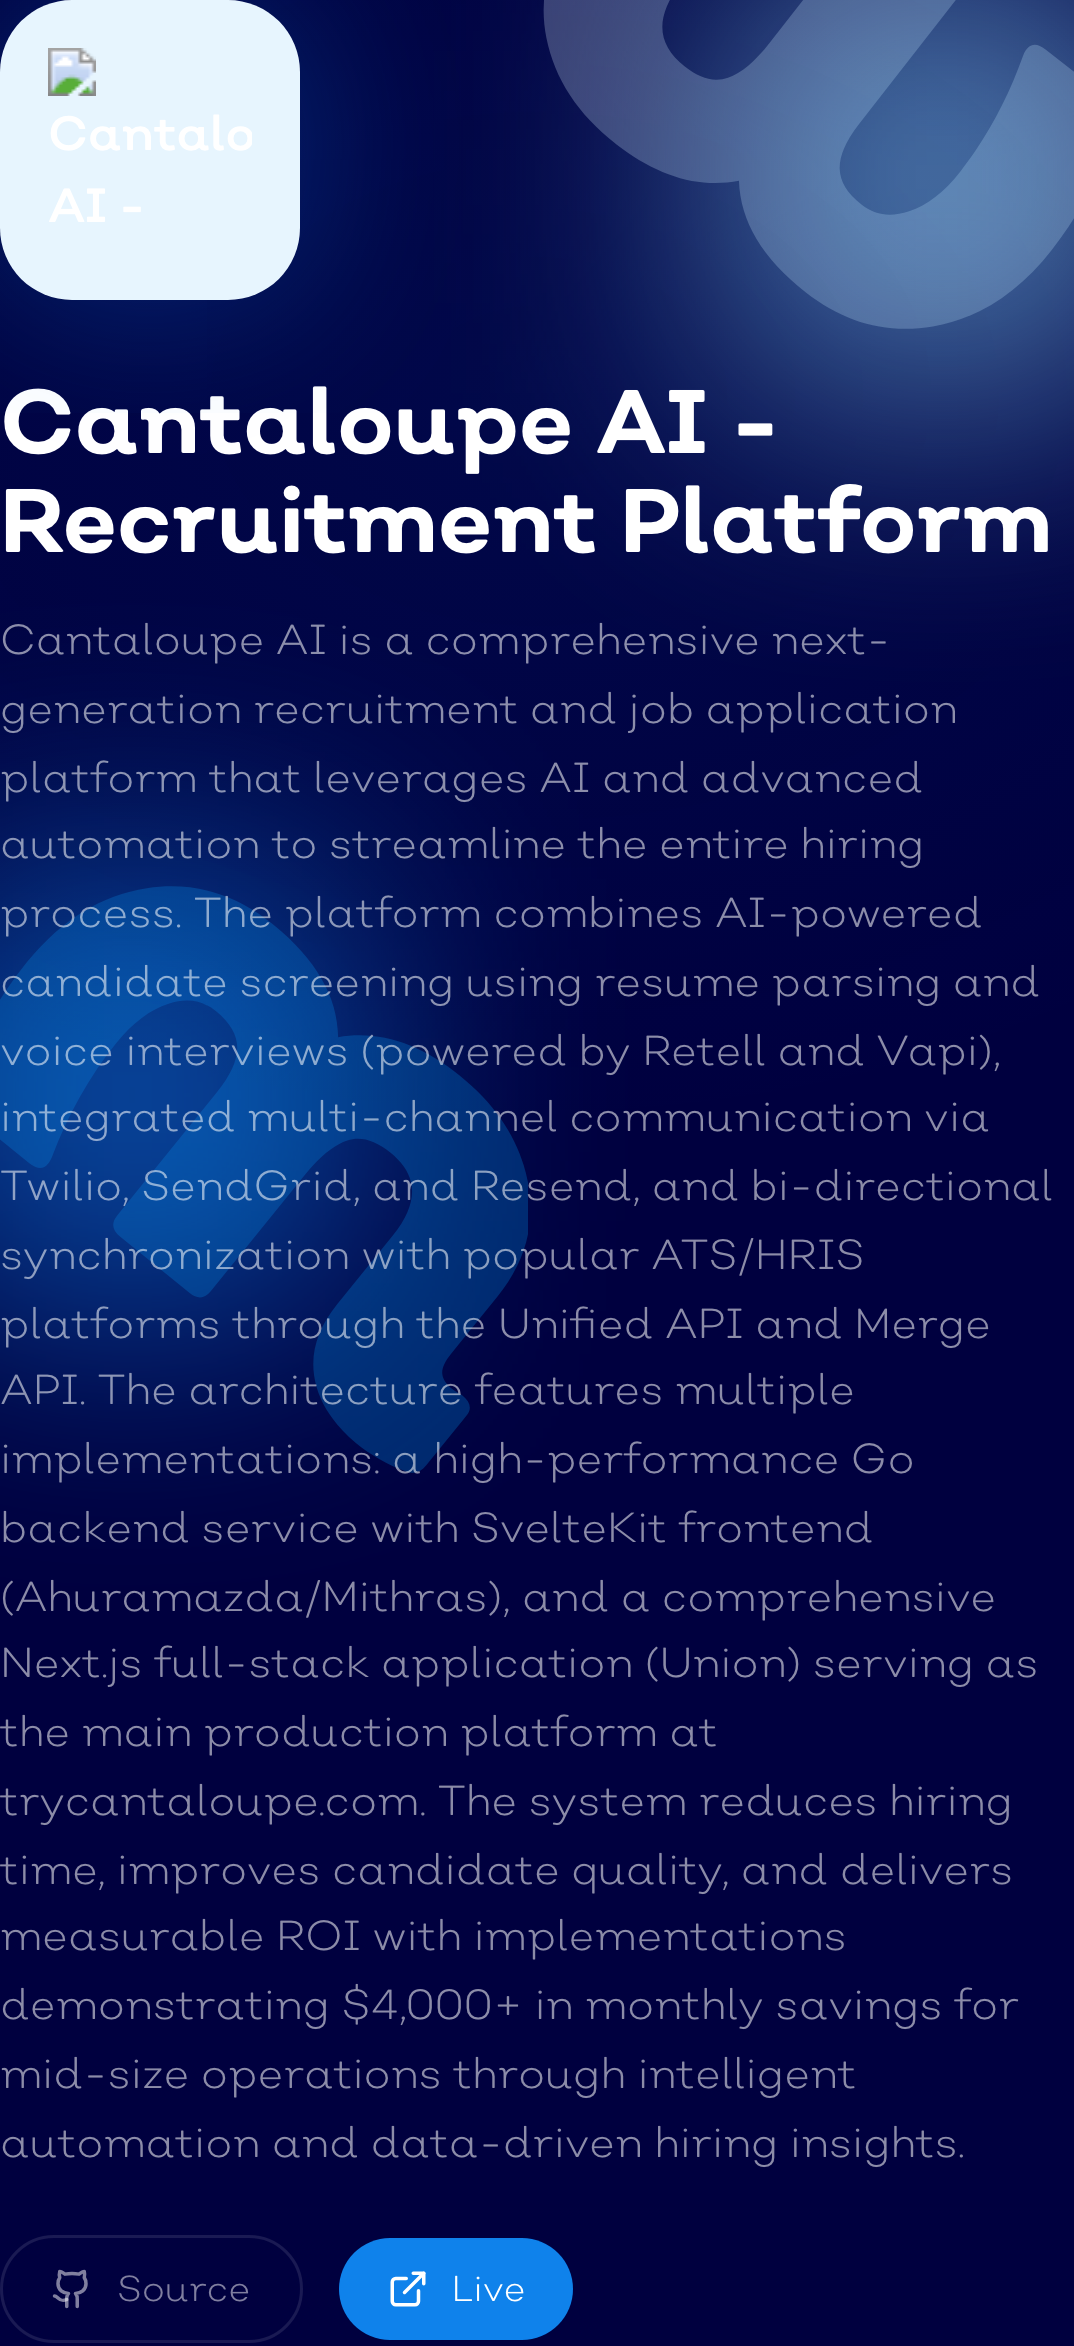 Cantalo
AI -
Cantaloupe AI -
Recruitment Platform
Cantaloupe AI is a comprehensive next-
generation recruitment and job application
platform that leverages AI and advanced
automation to streamline the entire hiring
process. The platform combines AI-powered
candidate screening using resume parsing and
voice interviews (powered by Retell and Vapi),
integrated multi-channel communication via
Twilio, SendGrid, and Resend, and bi-directional
synchronization with popular ATS/HRIS
platforms through the Unified API and Merge
API. The architecture features multiple
implementations: a high-performance Go
backend service with SvelteKit frontend
(Ahuramazda/Mithras), and a comprehensive
Next.js full-stack application (Union) serving as
the main production platform at
trycantaloupe.com. The system reduces hiring
time, improves candidate quality, and delivers
measurable ROI with implementations
demonstrating $4,000+ in monthly savings for
mid-size operations through intelligent
automation and data-driven hiring insights.
Source
Live